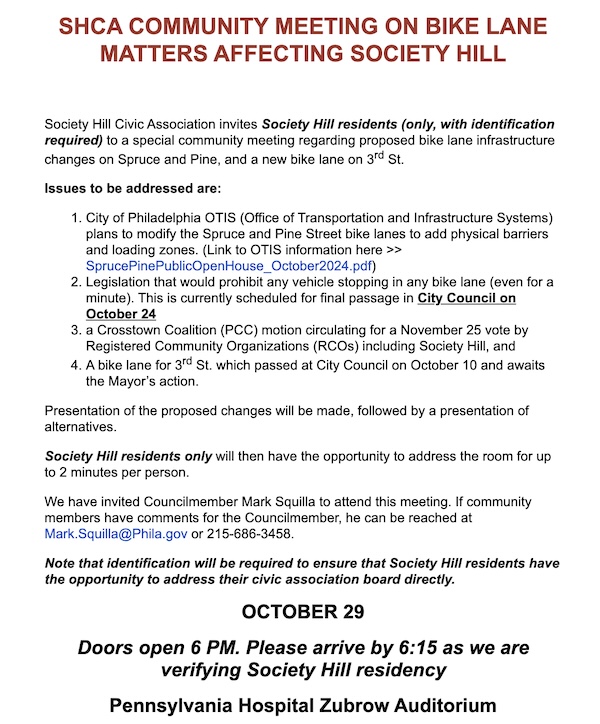 SHCA COMMUNITY MEETING ON BIKE LANE
MATTERS AFFECTING SOCIETY HILL
Society Hill Civic Association invites Society Hill residents (only, with identification
required) to a special community meeting regarding proposed bike lane infrastructure
changes on Spruce and Pine, and a new bike lane on 3rd St.
Issues to be addressed are:
1. City of Philadelphia OTIS (Office of Transportation and Infrastructure Systems)
plans to modify the Spruce and Pine Street bike lanes to add physical barriers
and loading zones. (Link to OTIS information here >>
SprucePinePublicOpenHouse_October2024.pdf)
2. Legislation that would prohibit any vehicle stopping in any bike lane (even for a
minute). This is currently scheduled for final passage in City Council on
October 24
3. a Crosstown Coalition (PCC) motion circulating for a November 25 vote by
Registered Community Organizations (RCOs) including Society Hill, and
4. A bike lane for 3rd St. which passed at City Council on October 10 and awaits
the Mayor's action.
Presentation of the proposed changes will be made, followed by a presentation of
alternatives.
Society Hill residents only will then have the opportunity to address the room for up
to 2 minutes per person.
We have invited Councilmember Mark Squilla to attend this meeting. If community
members have comments for the Councilmember, he can be reached at
Mark.Squilla@Phila.gov or 215-686-3458.
Note that identification will be required to ensure that Society Hill residents have
the opportunity to address their civic association board directly.
OCTOBER 29
Doors open 6 PM. Please arrive by 6:15 as we are
verifying Society Hill residency
Pennsylvania Hospital Zubrow Auditorium